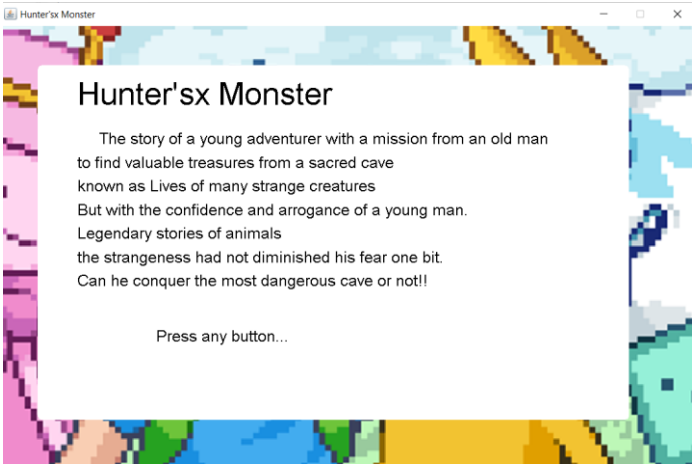 Hunter'sx Monster
Hunter'sx Monster
The story of a young adventurer with a mission from an old man
to find valuable treasures from a sacred cave
known as Lives of many strange creatures
But with the confidence and arrogance of a young man.
Legendary stories of animals
the strangeness had not diminished his fear one bit.
Can he conquer the most dangerous cave or not!!
Press any button...